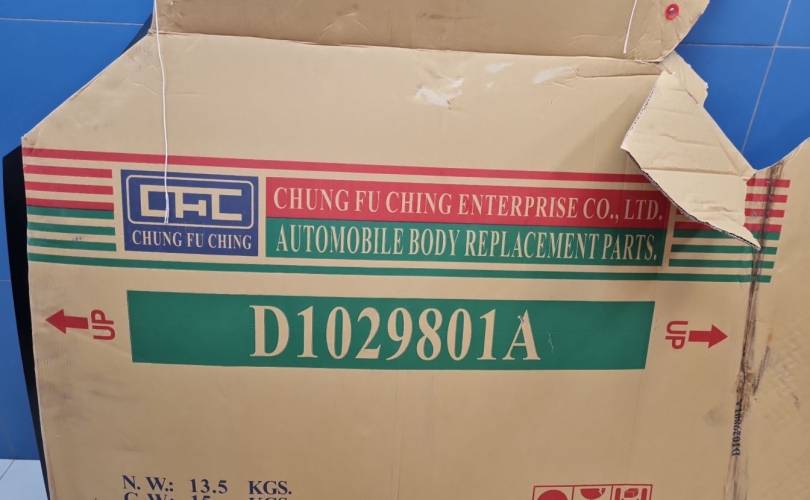 CHUNG FU CHING
CHUNG FU CHING ENTERPRISE CO., LTD.
AUTOMOBILE BODY REPLACEMENT PARTS.
UP
D1029801A
UP
D1029801A
N. W.: 13.5 KGS.